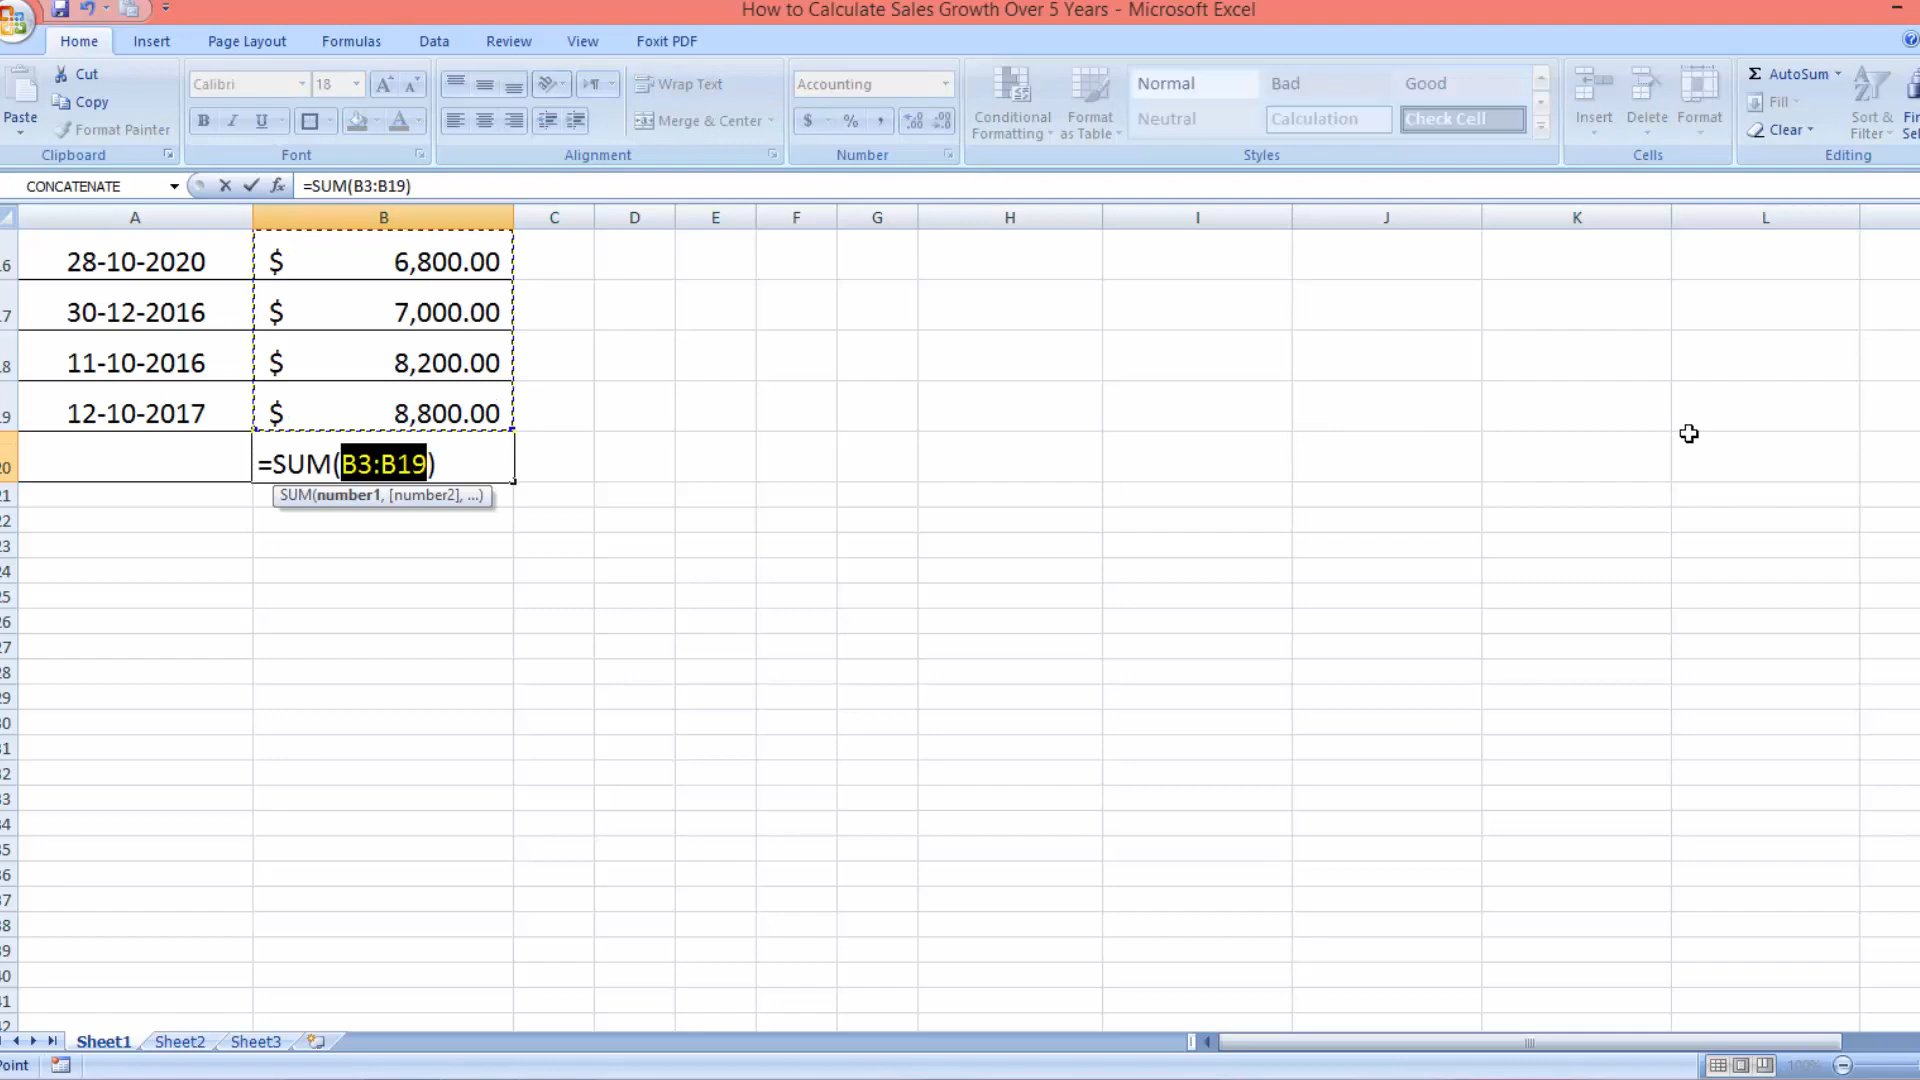 How to Calculate Sales Growth Over 5 Years - Microsoft Excel
Home Insert Page Layout Formulas Data Review View Foxit PDF
Paste
Cut
Copy
Format Painter
Clipboard
Calibri 18
B I U A
Font
Wrap Text
Merge & Center
Alignment
Accounting
$ % ,
Number
Conditional Formatting
Format as Table
Normal Bad Good
Neutral Calculation Check Cell
Styles
Insert Delete Format
Cells
Σ AutoSum
Fill
Clear
Sort & Filter
Editing
CONCATENATE fx =SUM(B3:B19)
A B C D E F G H I J K L
28-10-2020 $ 6,800.00
30-12-2016 $ 7,000.00
11-10-2016 $ 8,200.00
12-10-2017 $ 8,800.00
=SUM(B3:B19)
SUM(number1, [number2], ...)
Sheet1 Sheet2 Sheet3
100%